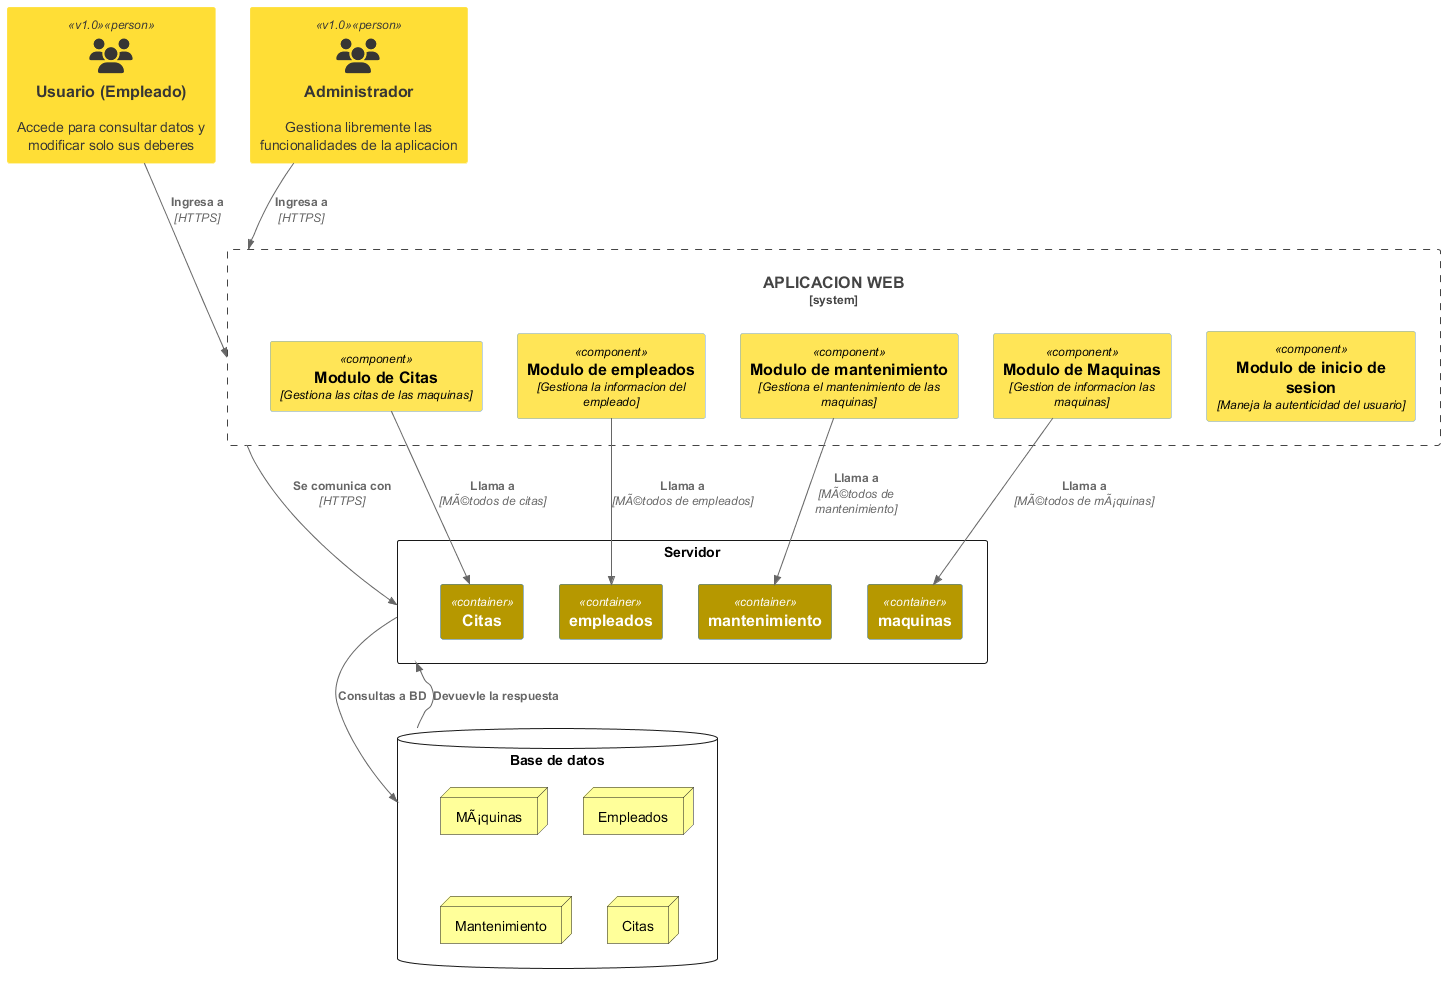 «v1.0»«person»
Usuario (Empleado)
Accede para consultar datos y
modificar solo sus deberes
«v1.0»«person»
Administrador
Gestiona libremente las
funcionalidades de la aplicacion
Ingresa a
[HTTPS]
Ingresa a
[HTTPS]
APLICACION WEB
[system]
«component»
Modulo de Citas
[Gestiona las citas de las maquinas]
«component»
Modulo de empleados
[Gestiona la informacion del
empleado]
«component»
Modulo de mantenimiento
[Gestiona el mantenimiento de las
maquinas]
«component»
Modulo de Maquinas
[Gestion de informacion las
maquinas]
«component»
Modulo de inicio de
sesion
[Maneja la autenticidad del usuario]
Se comunica con
[HTTPS]
Llama a
[MÃ©todos de citas]
Llama a
[MÃ©todos de empleados]
Llama a
[MÃ©todos de
mantenimiento]
Llama a
[MÃ©todos de mÃ¡quinas]
Servidor
«container»
Citas
«container»
empleados
«container»
mantenimiento
«container»
maquinas
Consultas a BD
Devuevle la respuesta
Base de datos
MÃ¡quinas
Empleados
Mantenimiento
Citas